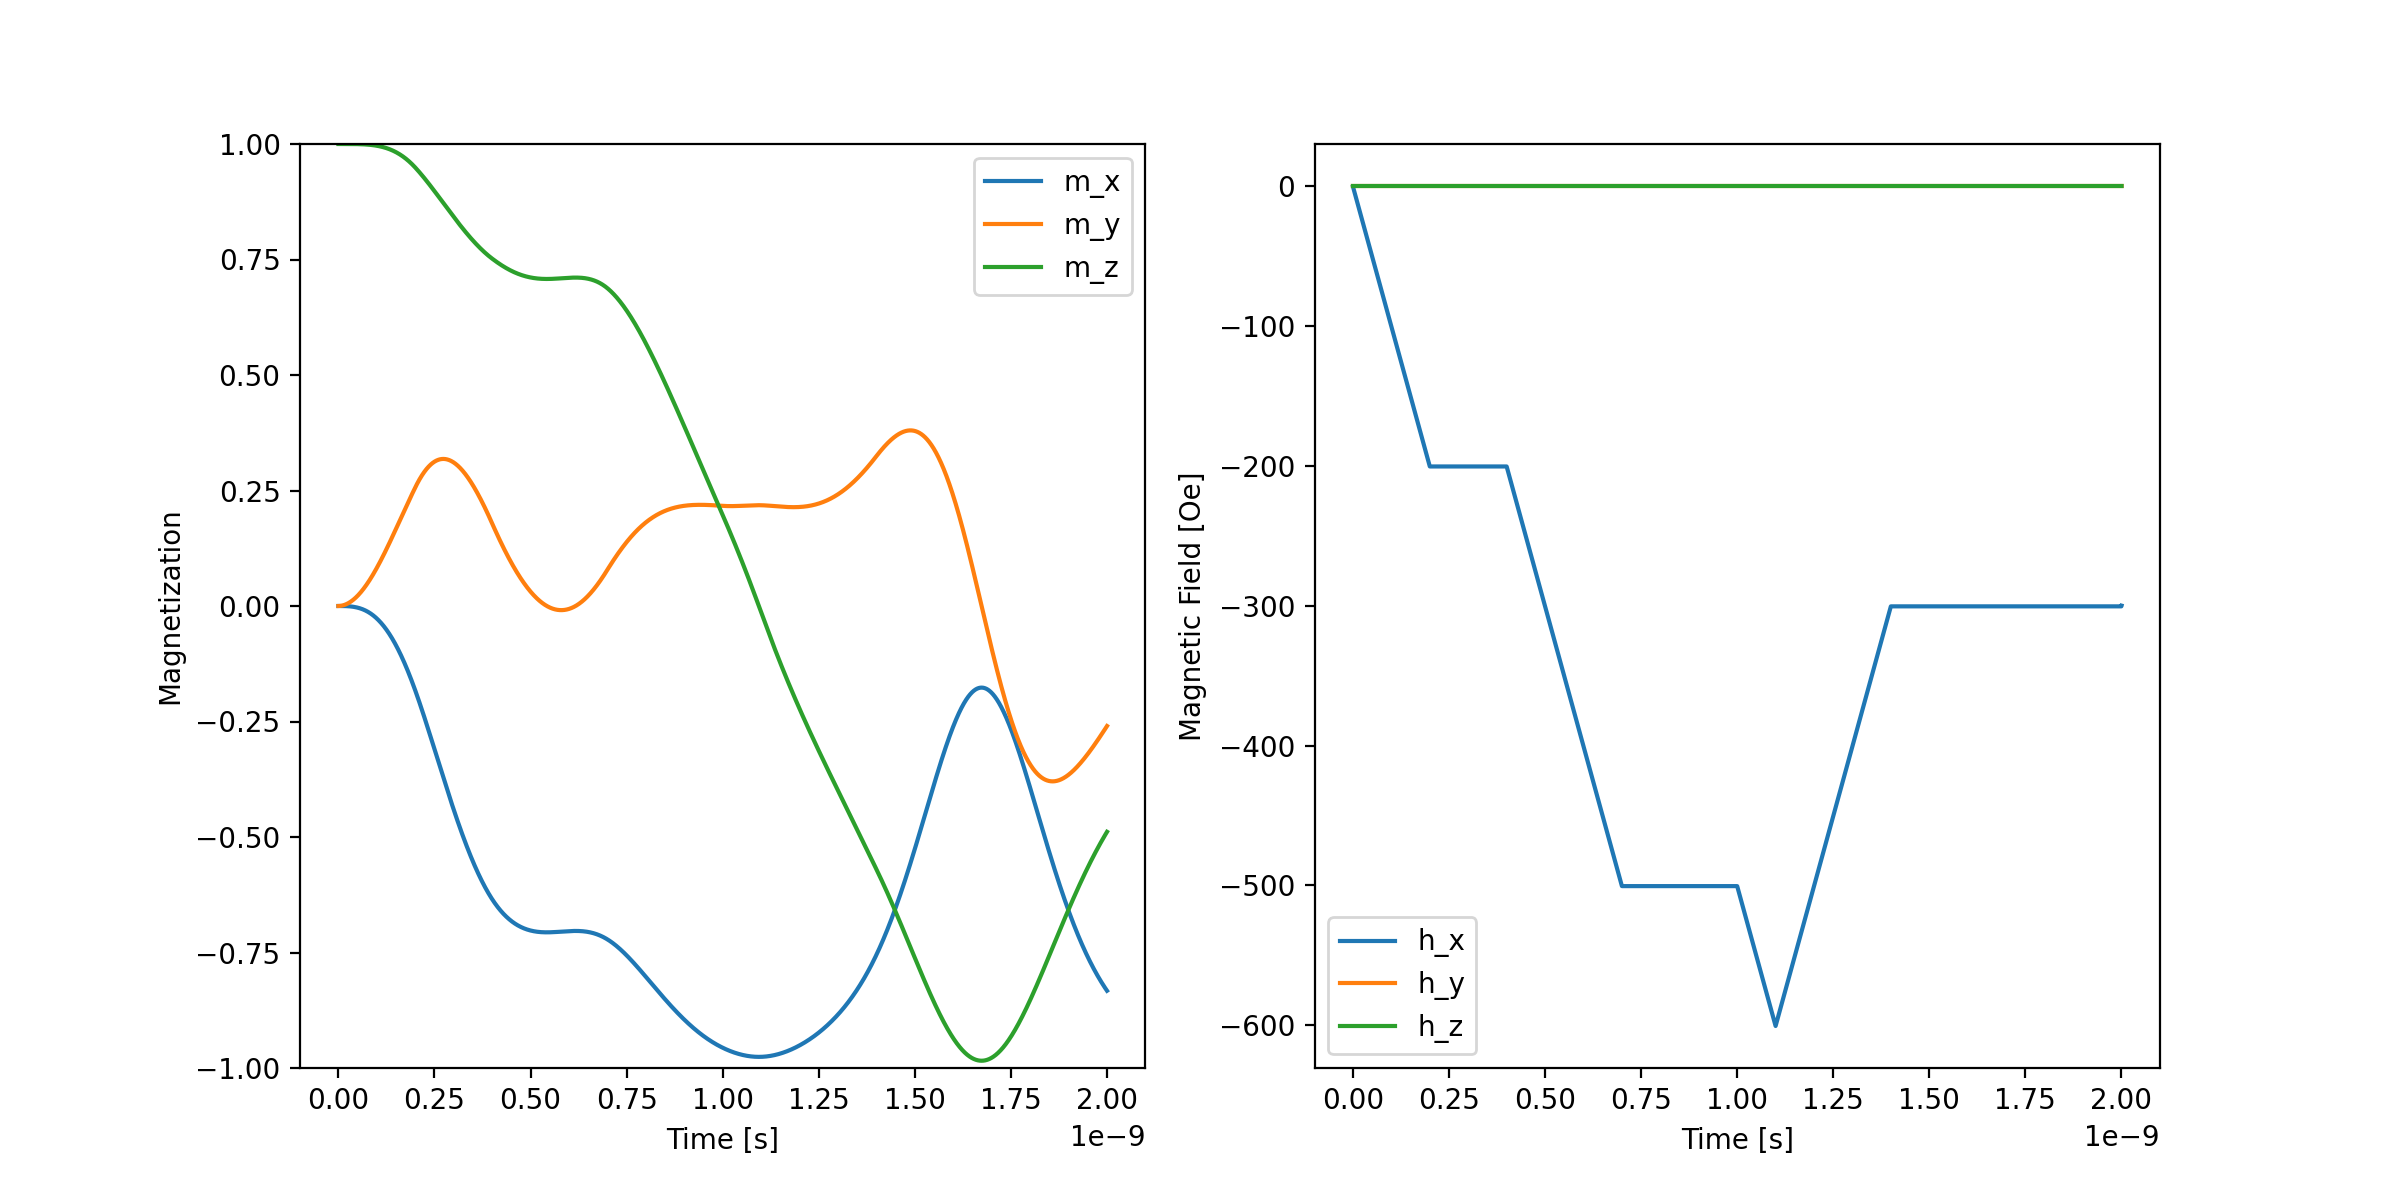 1.00
0.75
0.50
0.25
0.00
−0.25
−0.50
−0.75
−1.00
Magnetization
m_x
m_y
m_z
0.00 0.25 0.50 0.75 1.00 1.25 1.50 1.75 2.00
Time [s]
1e−9
0
−100
−200
−300
−400
−500
−600
Magnetic Field [Oe]
h_x
h_y
h_z
0.00 0.25 0.50 0.75 1.00 1.25 1.50 1.75 2.00
Time [s]
1e−9